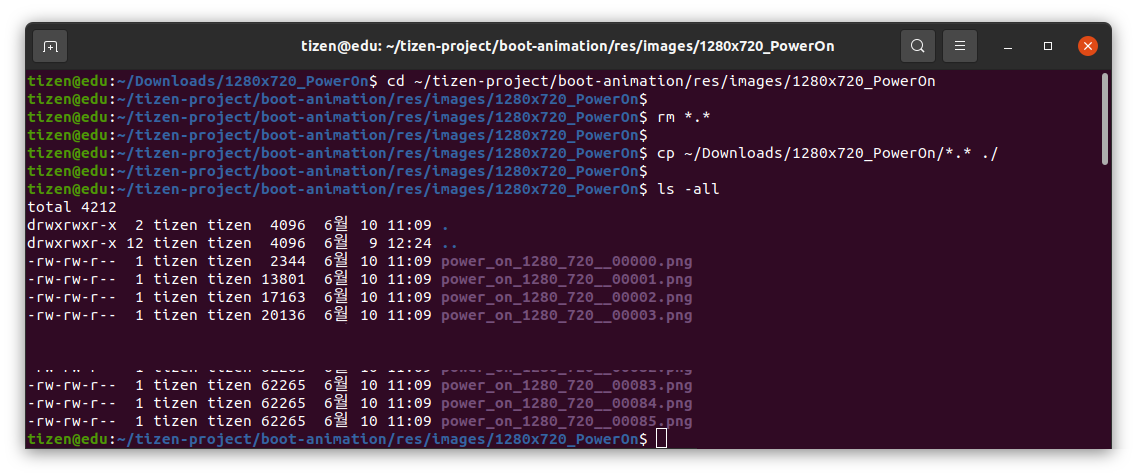 tizen@edu: ~/tizen-project/boot-animation/res/images/1280x720_PowerOn
tizen@edu:~/Downloads/1280x720_PowerOn$ cd ~/tizen-project/boot-animation/res/images/1280x720_PowerOn
tizen@edu:~/tizen-project/boot-animation/res/images/1280x720_PowerOn$
tizen@edu:~/tizen-project/boot-animation/res/images/1280x720_PowerOn$ rm *.*
tizen@edu:~/tizen-project/boot-animation/res/images/1280x720_PowerOn$
tizen@edu:~/tizen-project/boot-animation/res/images/1280x720_PowerOn$ cp ~/Downloads/1280x720_PowerOn/*.* ./
tizen@edu:~/tizen-project/boot-animation/res/images/1280x720_PowerOn$
tizen@edu:~/tizen-project/boot-animation/res/images/1280x720_PowerOn$ ls -all
total 4212
drwxrwxr-x  2 tizen tizen  4096  6월 10 11:09 .
drwxrwxr-x 12 tizen tizen  4096  6월  9 12:24 ..
-rw-rw-r--  1 tizen tizen  2344  6월 10 11:09 power_on_1280_720__00000.png
-rw-rw-r--  1 tizen tizen 13801  6월 10 11:09 power_on_1280_720__00001.png
-rw-rw-r--  1 tizen tizen 17163  6월 10 11:09 power_on_1280_720__00002.png
-rw-rw-r--  1 tizen tizen 20136  6월 10 11:09 power_on_1280_720__00003.png
-rw-rw-r--  1 tizen tizen 62265  6월 10 11:09 power_on_1280_720__00083.png
-rw-rw-r--  1 tizen tizen 62265  6월 10 11:09 power_on_1280_720__00084.png
-rw-rw-r--  1 tizen tizen 62265  6월 10 11:09 power_on_1280_720__00085.png
tizen@edu:~/tizen-project/boot-animation/res/images/1280x720_PowerOn$